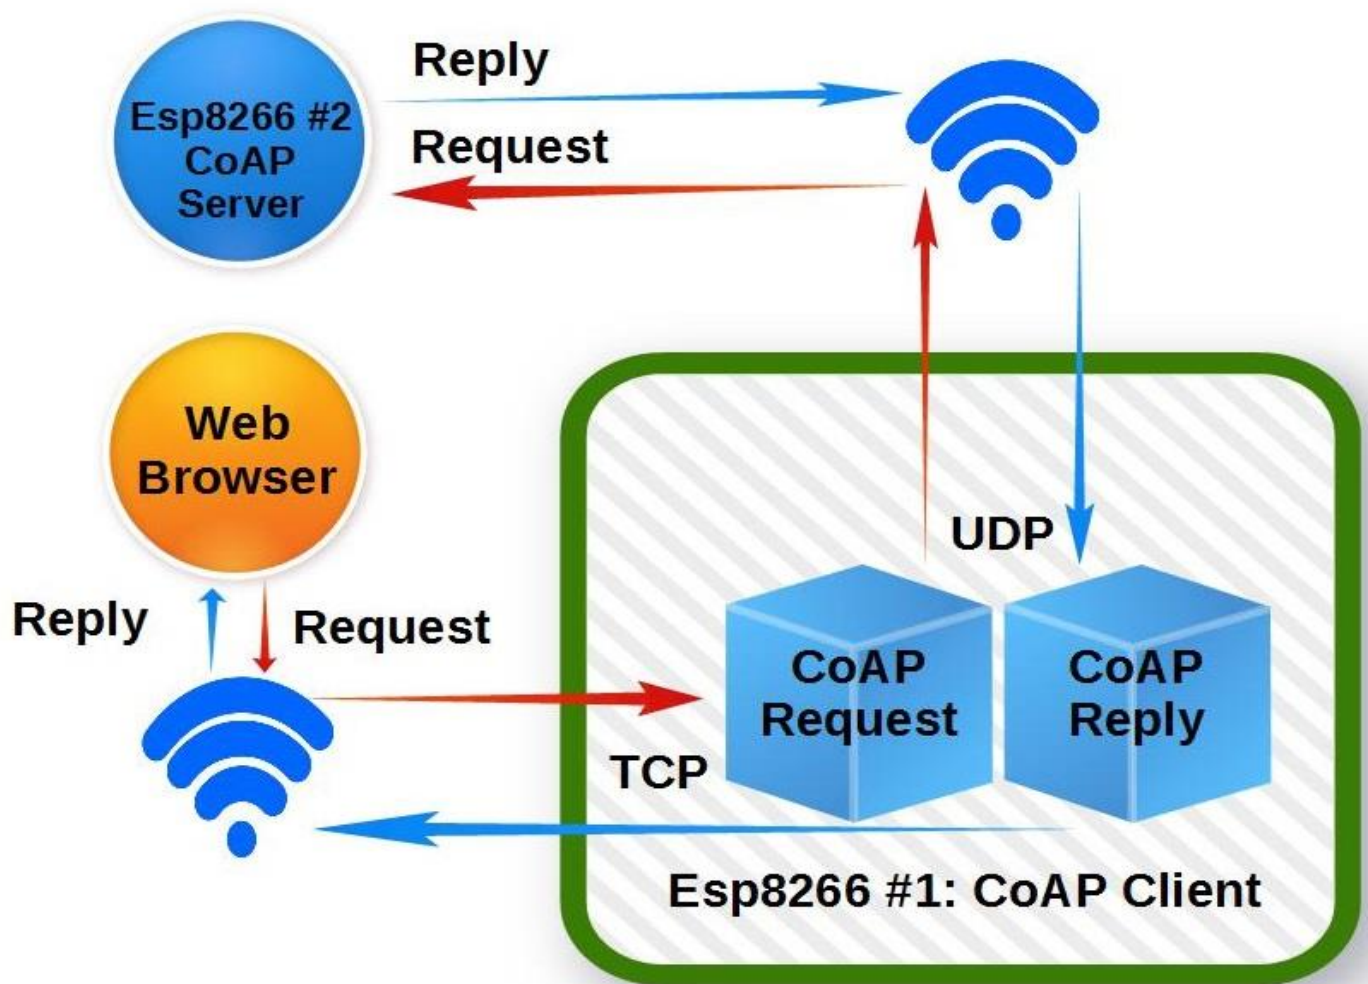 Reply
Esp8266 #2
CoAP
Server
Request
Web
Browser
UDP
Reply
Request
CoAP
Request
CoAP
Reply
TCP
Esp8266 #1: CoAP Client